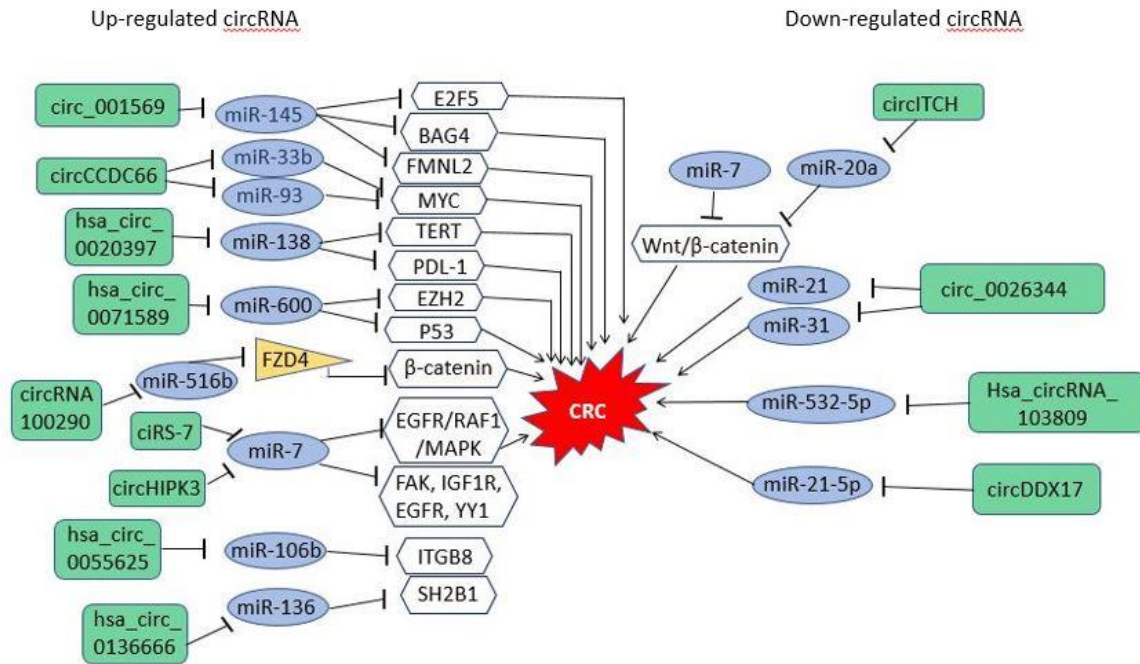 Up-regulated circRNA
Down-regulated circRNA
circ_001569
miR-145
E2F5
BAG4
FMNL2
circCCDC66
miR-33b
miR-93
MYC
hsa_circ_
0020397
miR-138
TERT
PDL-1
hsa_circ_
0071589
miR-600
EZH2
P53
circRNA
100290
miR-516b
FZD4
β-catenin
ciRS-7
circHIPK3
miR-7
EGFR/RAF1
/MAPK
FAK, IGF1R,
EGFR, YY1
hsa_circ_
0055625
miR-106b
ITGB8
hsa_circ_
0136666
miR-136
SH2B1
CRC
circITCH
miR-7
miR-20a
Wnt/β-catenin
miR-21
miR-31
circ_0026344
miR-532-5p
Hsa_circRNA_
103809
miR-21-5p
circDDX17